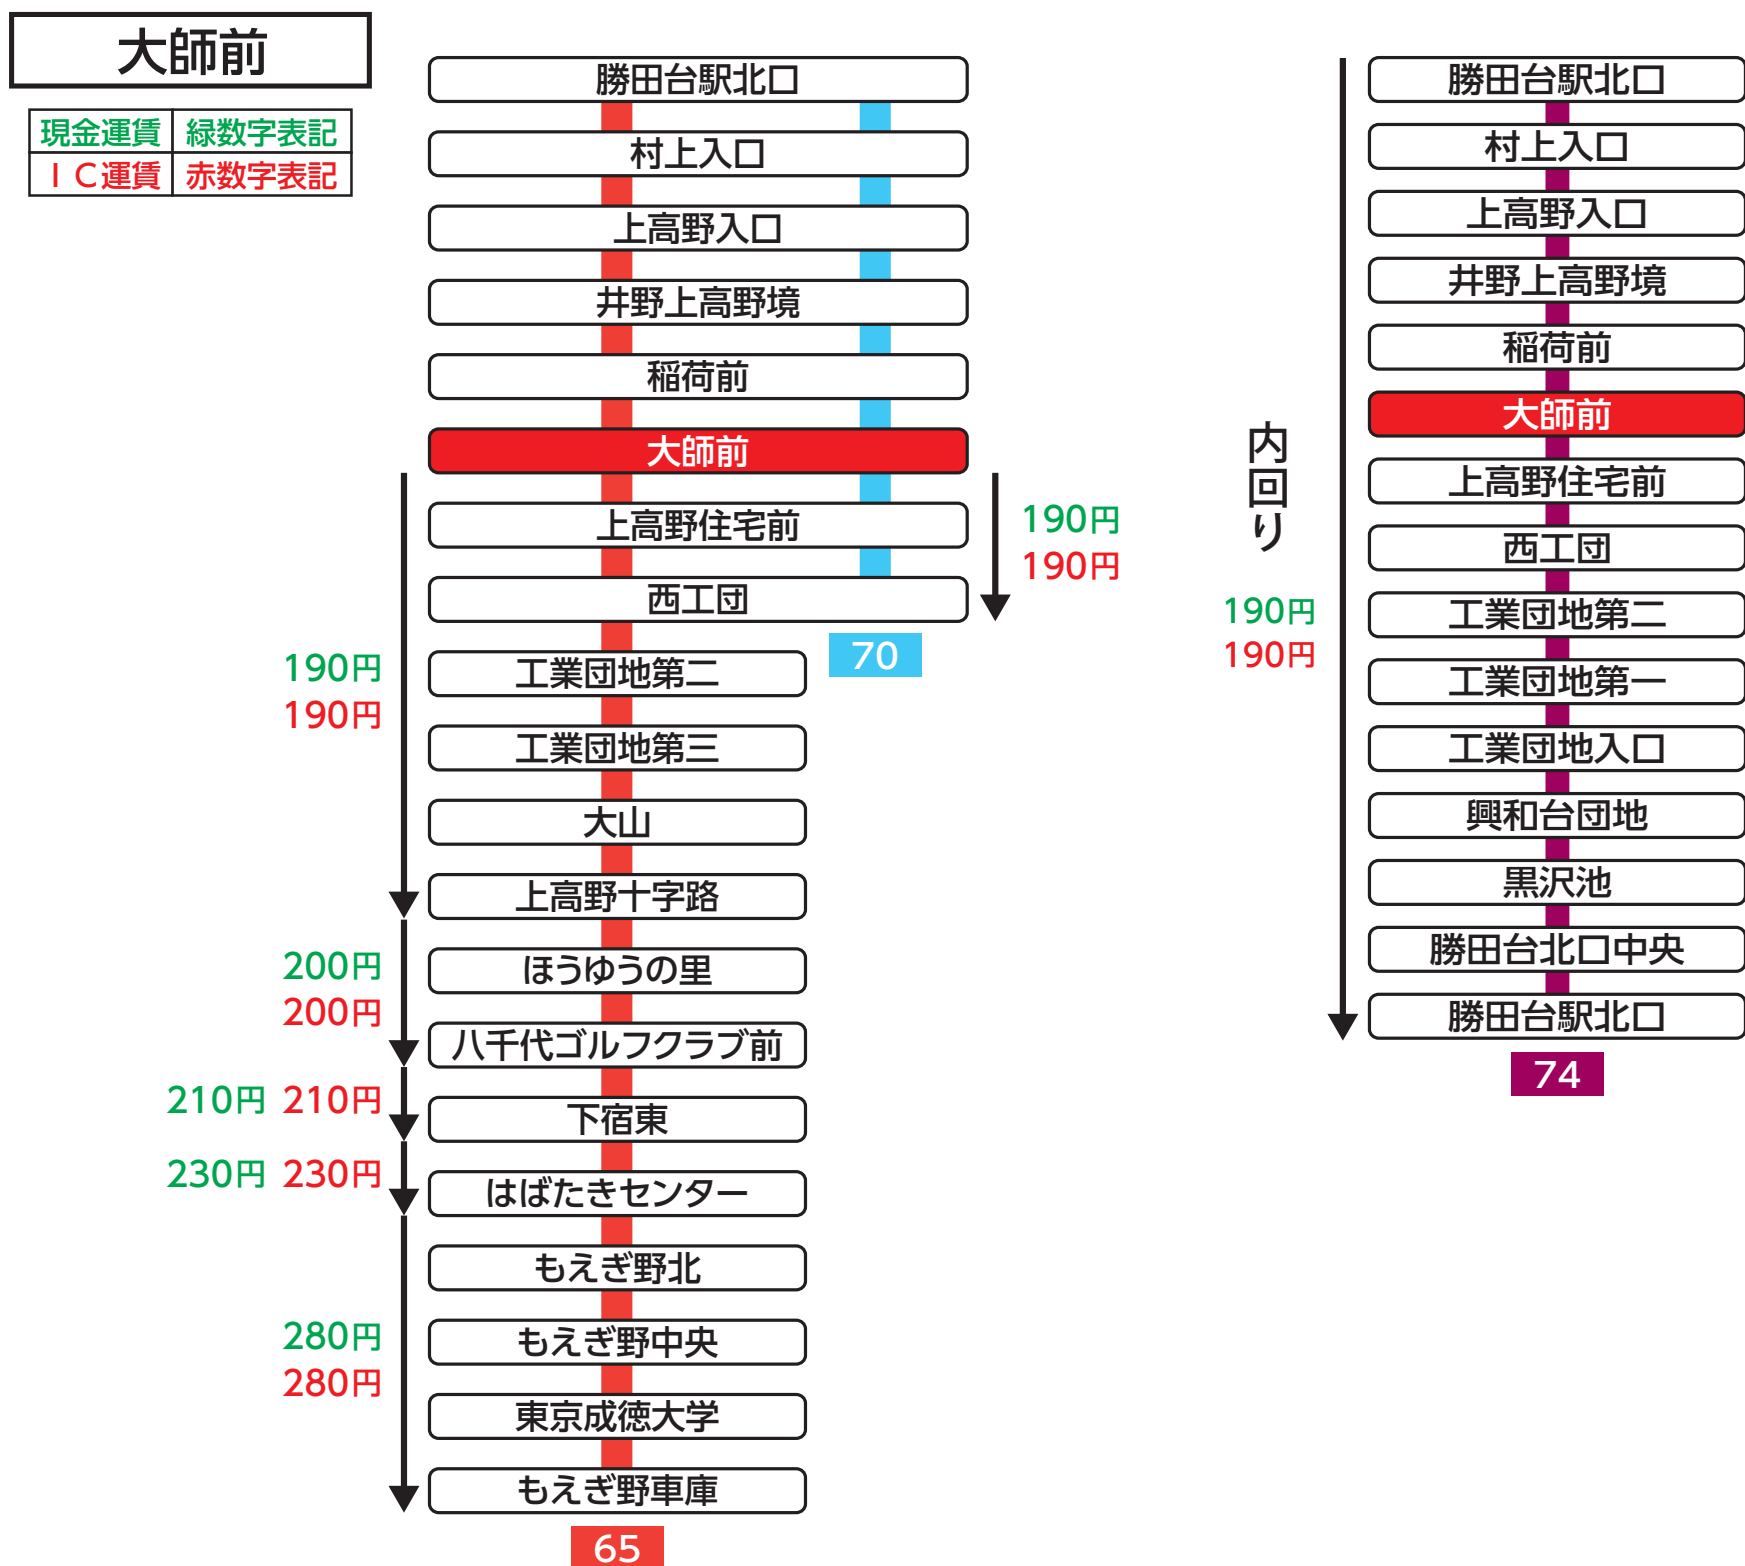 大師前
現金運賃 緑数字表記
IC運賃 赤数字表記
勝田台駅北口
村上入口
上高野入口
井野上高野境
稲荷前
大師前
上高野住宅前
西工団
190円
190円
70
工業団地第二
工業団地第三
大山
上高野十字路
190円
190円
ほうゆうの里
八千代ゴルフクラブ前
200円
200円
下宿東
210円 210円
はばたきセンター
230円 230円
もえぎ野北
もえぎ野中央
東京成徳大学
もえぎ野車庫
280円
280円
65
勝田台駅北口
村上入口
上高野入口
井野上高野境
稲荷前
大師前
上高野住宅前
西工団
工業団地第二
工業団地第一
工業団地入口
興和台団地
黒沢池
勝田台北口中央
勝田台駅北口
内回り
190円
190円
74